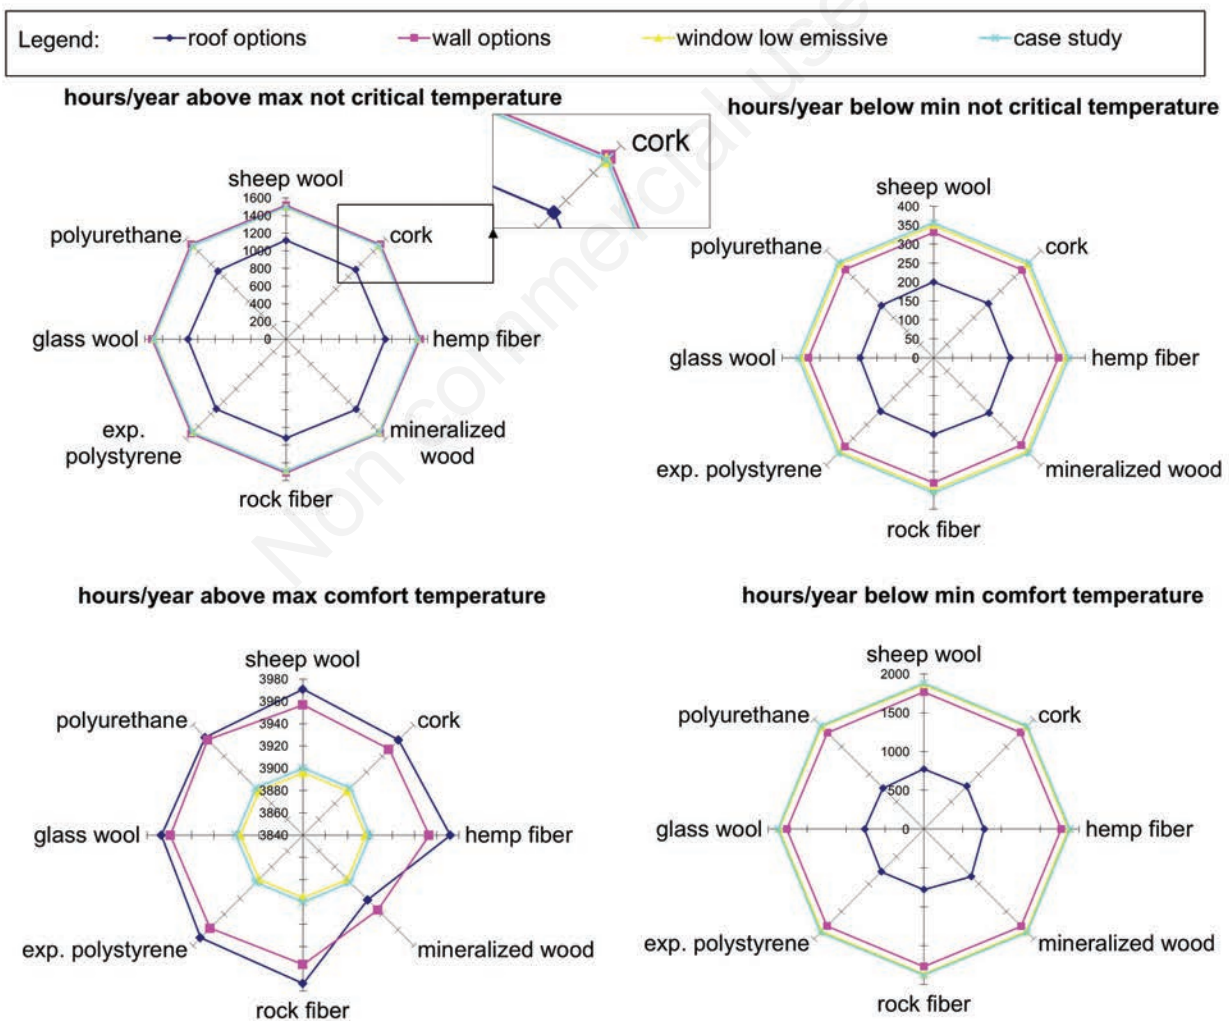 Legend: roof options wall options window low emissive case study
hours/year above max not critical temperature
cork
sheep wool
1600
1400
1200
1000
800
600
400
200
0
polyurethane
cork
glass wool
hemp fiber
exp.
polystyrene
mineralized
wood
rock fiber
hours/year below min not critical temperature
sheep wool
400
350
300
250
200
150
100
50
0
polyurethane
cork
glass wool
hemp fiber
exp. polystyrene
mineralized wood
rock fiber
hours/year above max comfort temperature
sheep wool
3980
3960
3940
3920
3900
3880
3860
3840
polyurethane
cork
glass wool
hemp fiber
exp. polystyrene
mineralized wood
rock fiber
hours/year below min comfort temperature
sheep wool
2000
1500
1000
500
0
polyurethane
cork
glass wool
hemp fiber
exp. polystyrene
mineralized wood
rock fiber
Non commercial use